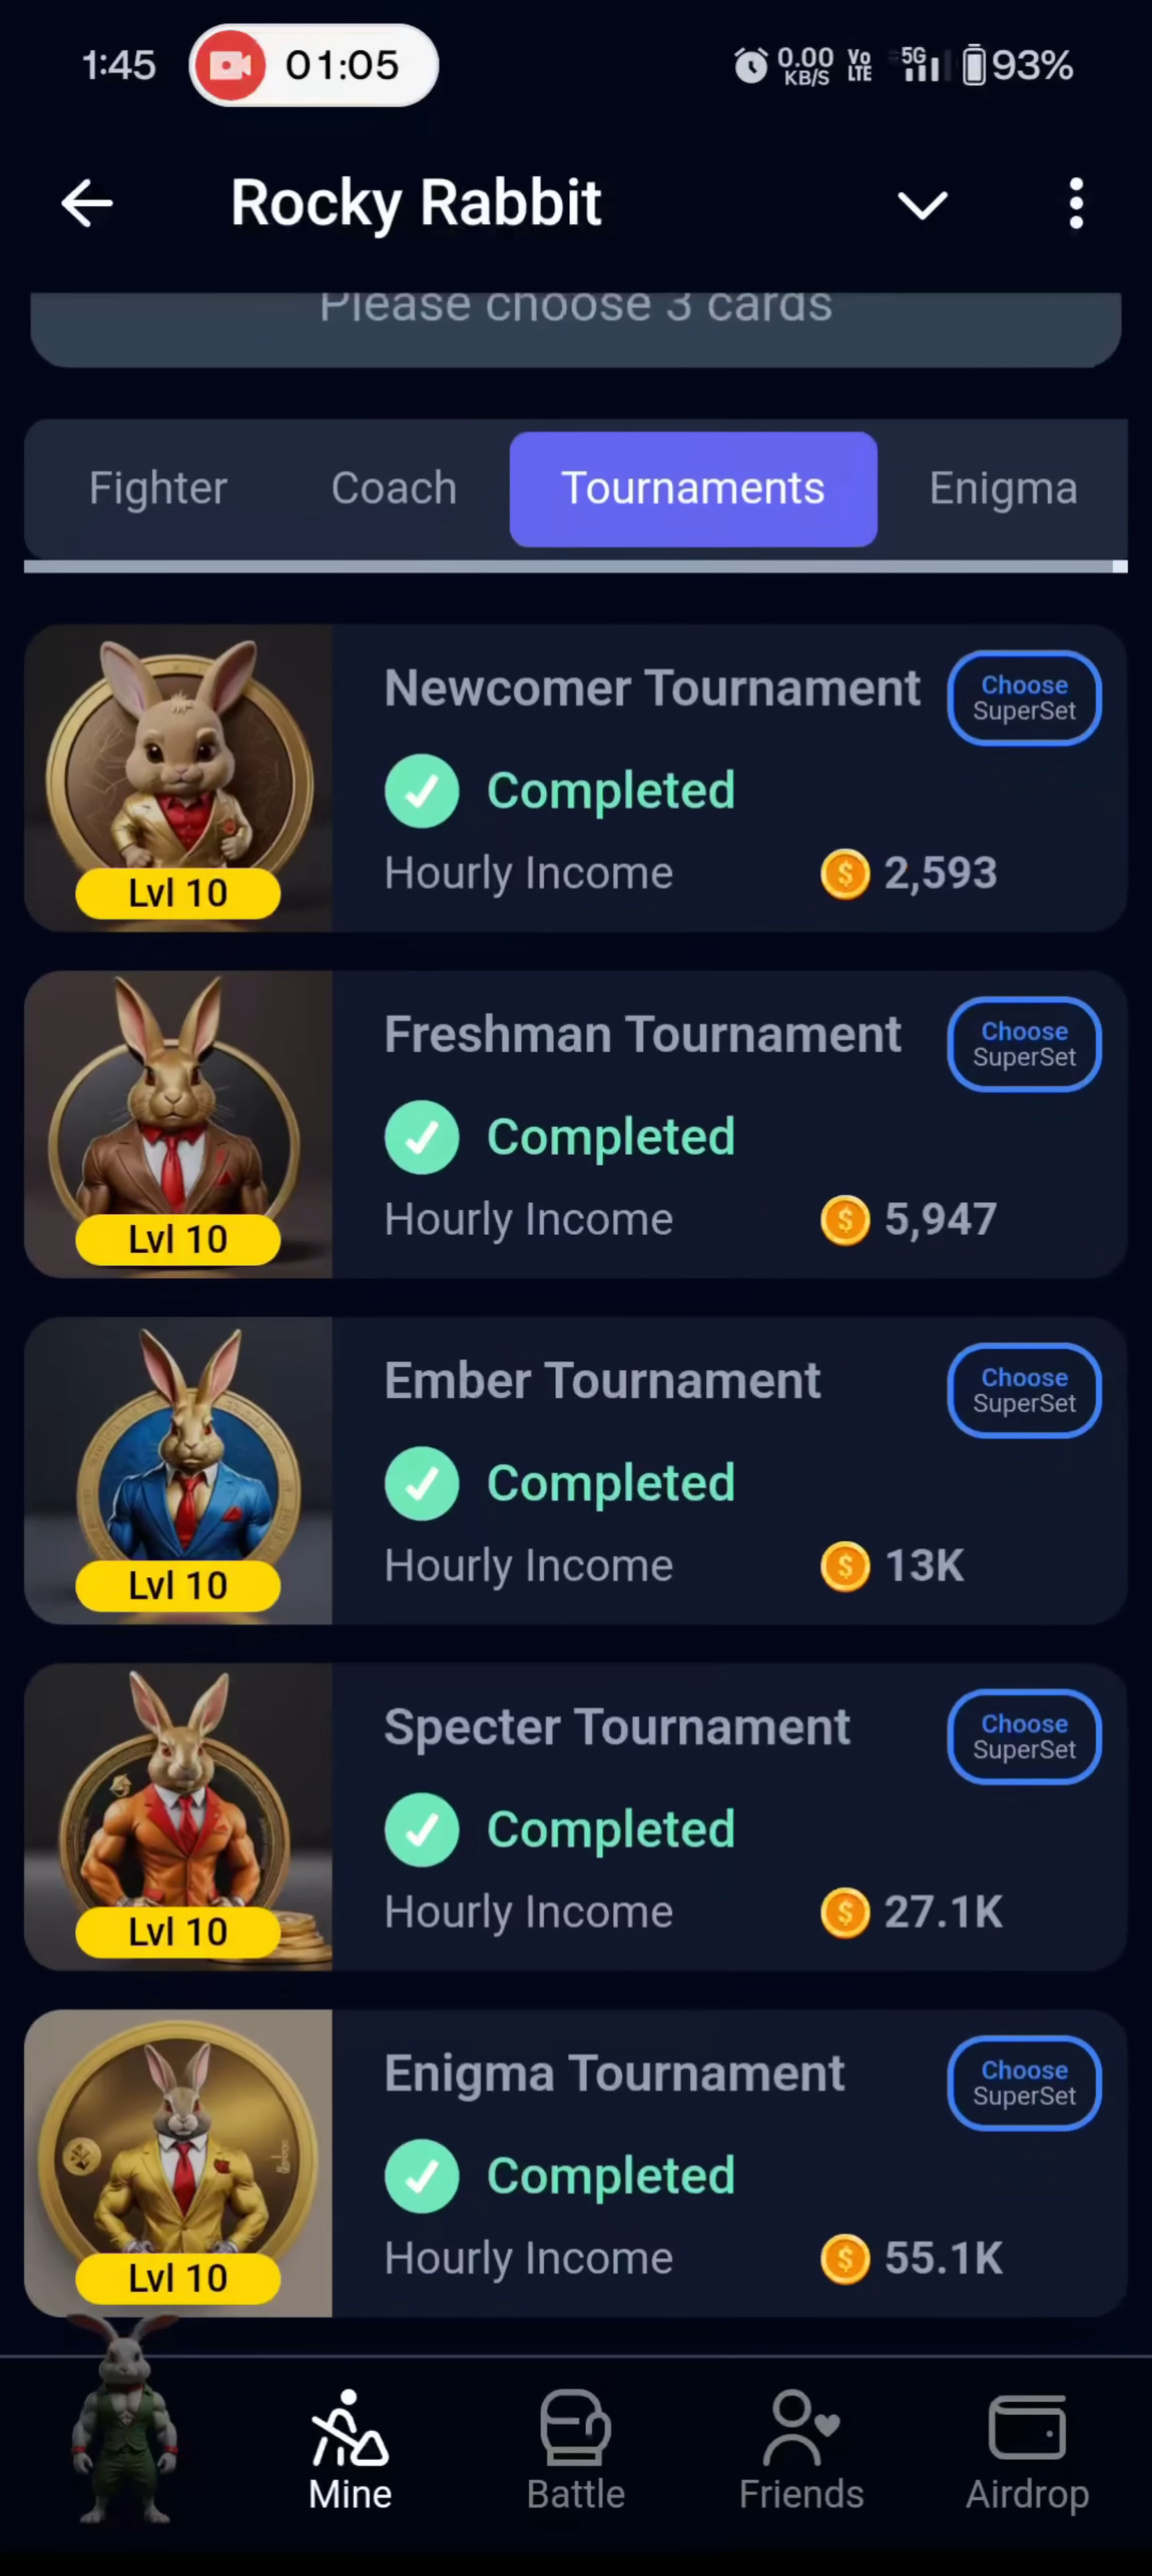 1:45 01:05 0.00 KB/S Vo LTE 5G 93%
Rocky Rabbit
Please choose 3 cards
Fighter Coach Tournaments Enigma
Newcomer Tournament
Choose
SuperSet
Completed
Hourly Income 2,593
Lvl 10
Freshman Tournament
Choose
SuperSet
Completed
Hourly Income 5,947
Lvl 10
Ember Tournament
Choose
SuperSet
Completed
Hourly Income 13K
Lvl 10
Specter Tournament
Choose
SuperSet
Completed
Hourly Income 27.1K
Lvl 10
Enigma Tournament
Choose
SuperSet
Completed
Hourly Income 55.1K
Lvl 10
Mine Battle Friends Airdrop